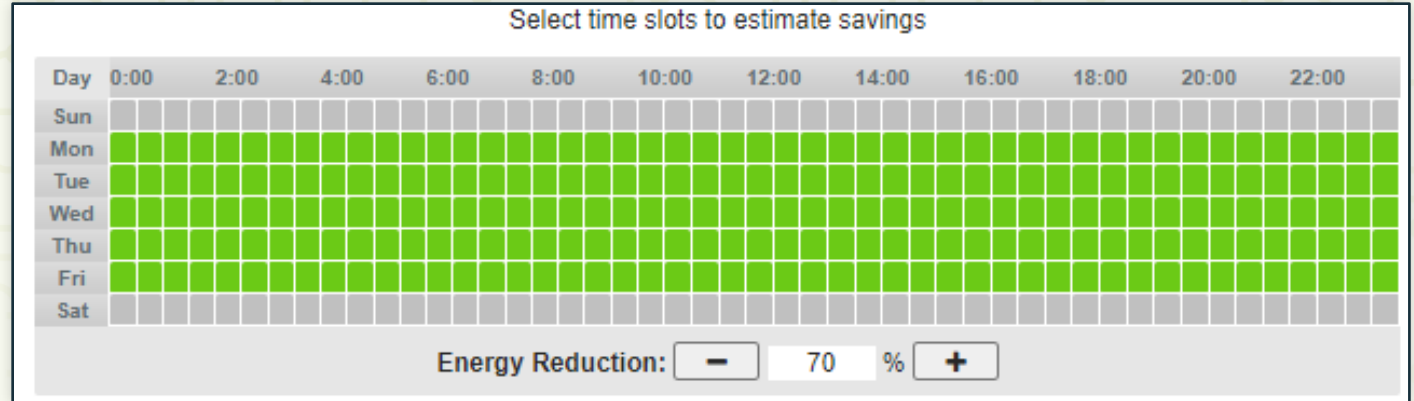 Select time slots to estimate savings
Day 0:00 2:00 4:00 6:00 8:00 10:00 12:00 14:00 16:00 18:00 20:00 22:00
Sun
Mon
Tue
Wed
Thu
Fri
Sat
Energy Reduction: − 70 % +